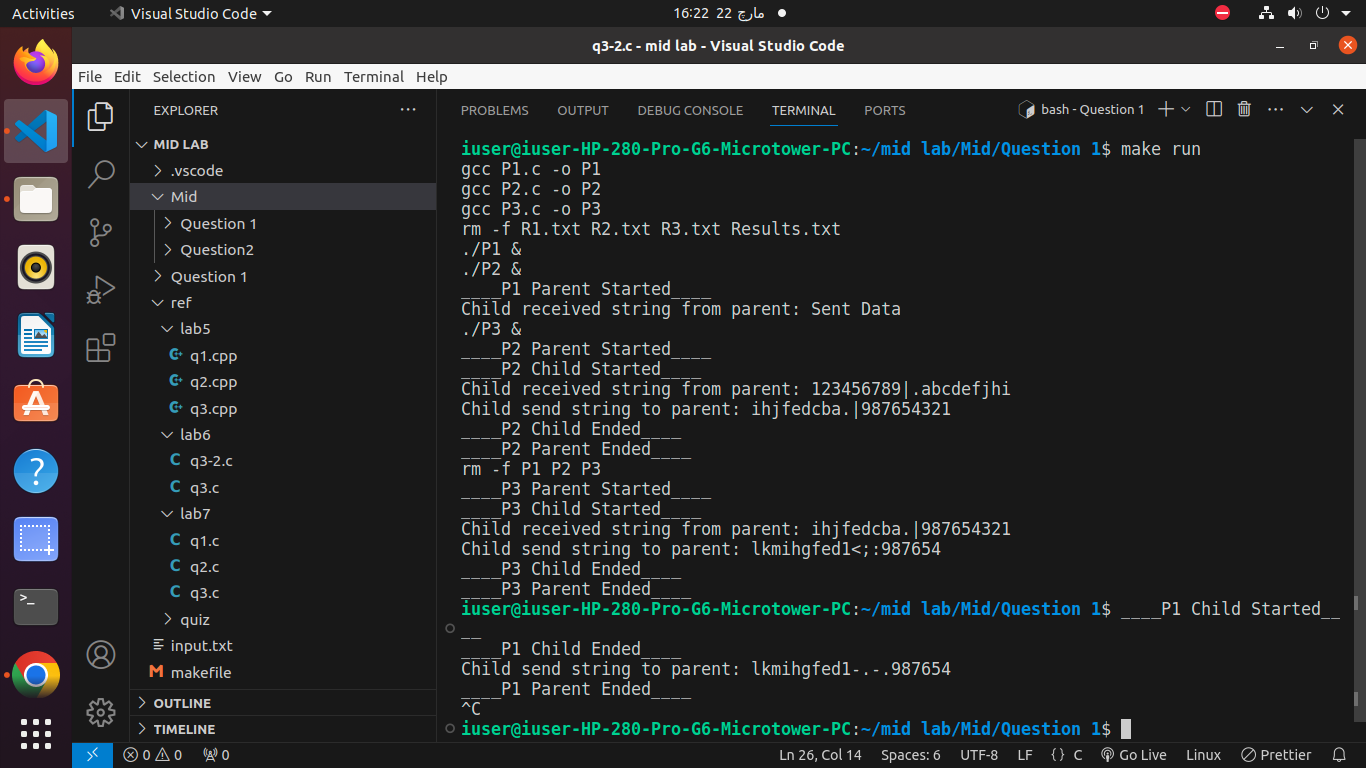 Activities
Visual Studio Code
16:22 22 مارچ
q3-2.c - mid lab - Visual Studio Code
File Edit Selection View Go Run Terminal Help
EXPLORER
MID LAB
.vscode
Mid
Question 1
Question2
Question 1
ref
lab5
q1.cpp
q2.cpp
q3.cpp
lab6
q3-2.c
q3.c
lab7
q1.c
q2.c
q3.c
quiz
input.txt
makefile
OUTLINE
TIMELINE
PROBLEMS OUTPUT DEBUG CONSOLE TERMINAL PORTS
bash - Question 1
iuser@iuser-HP-280-Pro-G6-Microtower-PC:~/mid lab/Mid/Question 1$ make run
gcc P1.c -o P1
gcc P2.c -o P2
gcc P3.c -o P3
rm -f R1.txt R2.txt R3.txt Results.txt
./P1 &
./P2 &
____P1 Parent Started____
Child received string from parent: Sent Data
./P3 &
____P2 Parent Started____
____P2 Child Started____
Child received string from parent: 123456789|.abcdefjhi
Child send string to parent: ihjfedcba.|987654321
____P2 Child Ended____
____P2 Parent Ended____
rm -f P1 P2 P3
____P3 Parent Started____
____P3 Child Started____
Child received string from parent: ihjfedcba.|987654321
Child send string to parent: lkmihgfed1<;:987654
____P3 Child Ended____
____P3 Parent Ended____
iuser@iuser-HP-280-Pro-G6-Microtower-PC:~/mid lab/Mid/Question 1$ ____P1 Child Started__
__
____P1 Child Ended____
Child send string to parent: lkmihgfed1-.-.987654
____P1 Parent Ended____
^C
iuser@iuser-HP-280-Pro-G6-Microtower-PC:~/mid lab/Mid/Question 1$
0 0 0
Ln 26, Col 14 Spaces: 6 UTF-8 LF {} C Go Live Linux Prettier